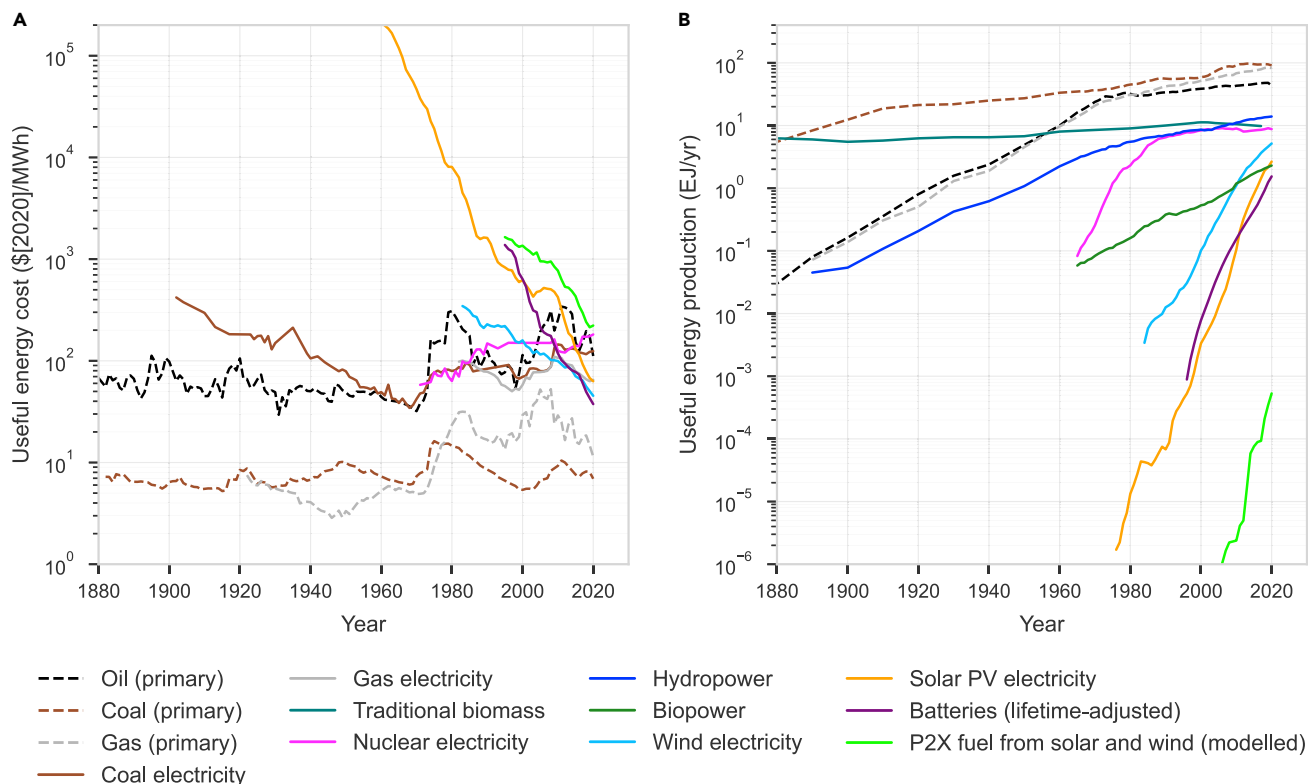 A
Useful energy cost ($[2020]/MWh)
10^5
10^4
10^3
10^2
10^1
10^0
1880 1900 1920 1940 1960 1980 2000 2020
Year
B
Useful energy production (EJ/yr)
10^2
10^1
10^0
10^−1
10^−2
10^−3
10^−4
10^−5
10^−6
1880 1900 1920 1940 1960 1980 2000 2020
Year
Oil (primary)
Coal (primary)
Gas (primary)
Coal electricity
Gas electricity
Traditional biomass
Nuclear electricity
Hydropower
Biopower
Wind electricity
Solar PV electricity
Batteries (lifetime-adjusted)
P2X fuel from solar and wind (modelled)